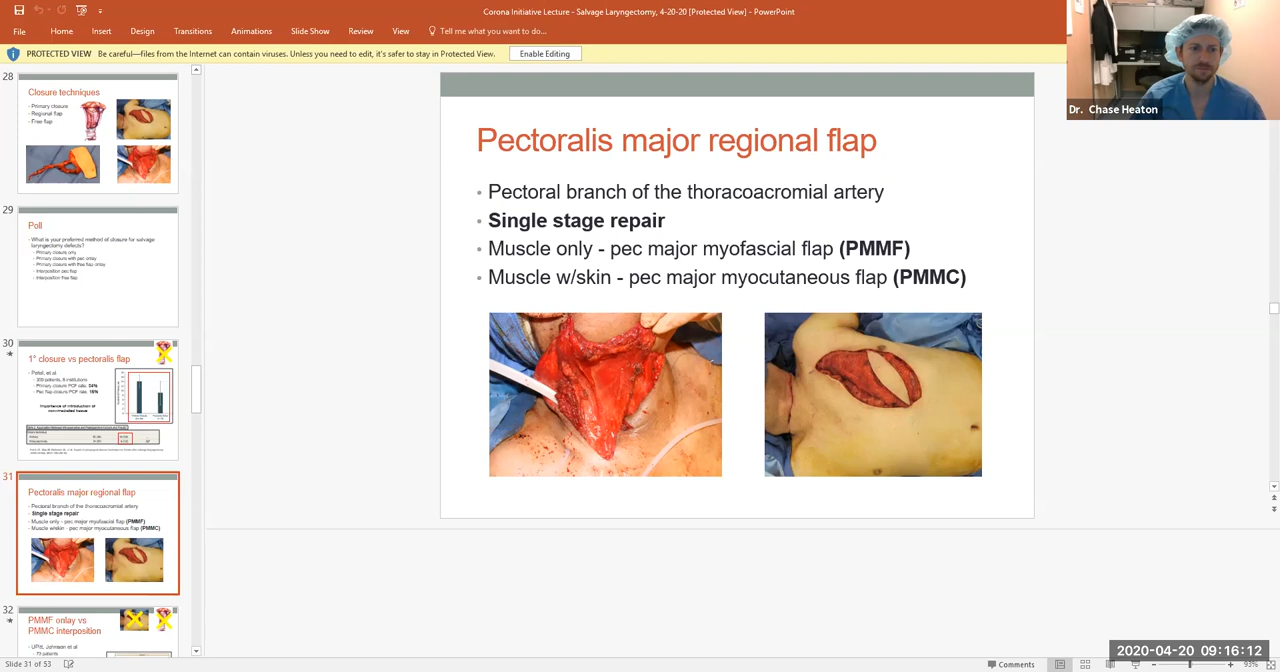 Corona Initiative Lecture - Salvage Laryngectomy, 4-20-20 [Protected View] - PowerPoint
File Home Insert Design Transitions Animations Slide Show Review View Tell me what you want to do...
PROTECTED VIEW Be careful—files from the Internet can contain viruses. Unless you need to edit, it's safer to stay in Protected View. Enable Editing
Dr. Chase Heaton
28
Closure techniques
- Primary closure
- Regional flap
- Free flap
29
Poll
- What is your preferred method of closure for salvage
laryngectomy defects?
- Primary closure only
- Primary closure with pec onlay
- Primary closure with free flap onlay
- Interposition pec flap
- Interposition free flap
30
1° closure vs pectoralis flap
- Patel, et al
- Primary closure PCF rate: 34%
- Pec flap closure PCF rate: 15%
Importance of introduction of
non-irradiated tissue
31
Pectoralis major regional flap
- Pectoral branch of the thoracoacromial artery
- Single stage repair
- Muscle only - pec major myofascial flap (PMMF)
- Muscle w/skin - pec major myocutaneous flap (PMMC)
32
PMMF onlay vs
PMMC interposition
- UPitt, Johnson et al
Pectoralis major regional flap
• Pectoral branch of the thoracoacromial artery
• Single stage repair
• Muscle only - pec major myofascial flap (PMMF)
• Muscle w/skin - pec major myocutaneous flap (PMMC)
2020-04-20 09:16:12
Slide 31 of 53
Comments
93%